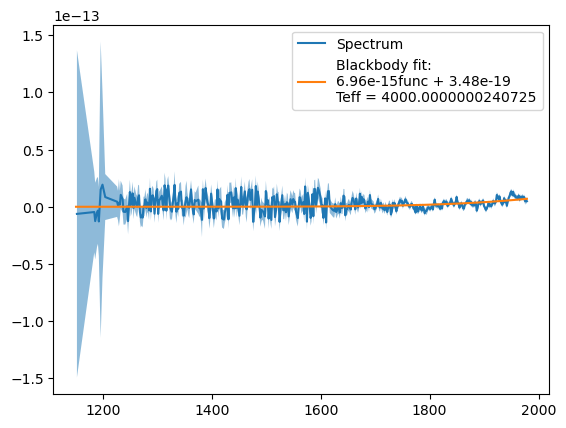 1e−13
1.5
1.0
0.5
0.0
−0.5
−1.0
−1.5
1200 1400 1600 1800 2000
Spectrum
Blackbody fit:
6.96e-15func + 3.48e-19
Teff = 4000.0000000240725